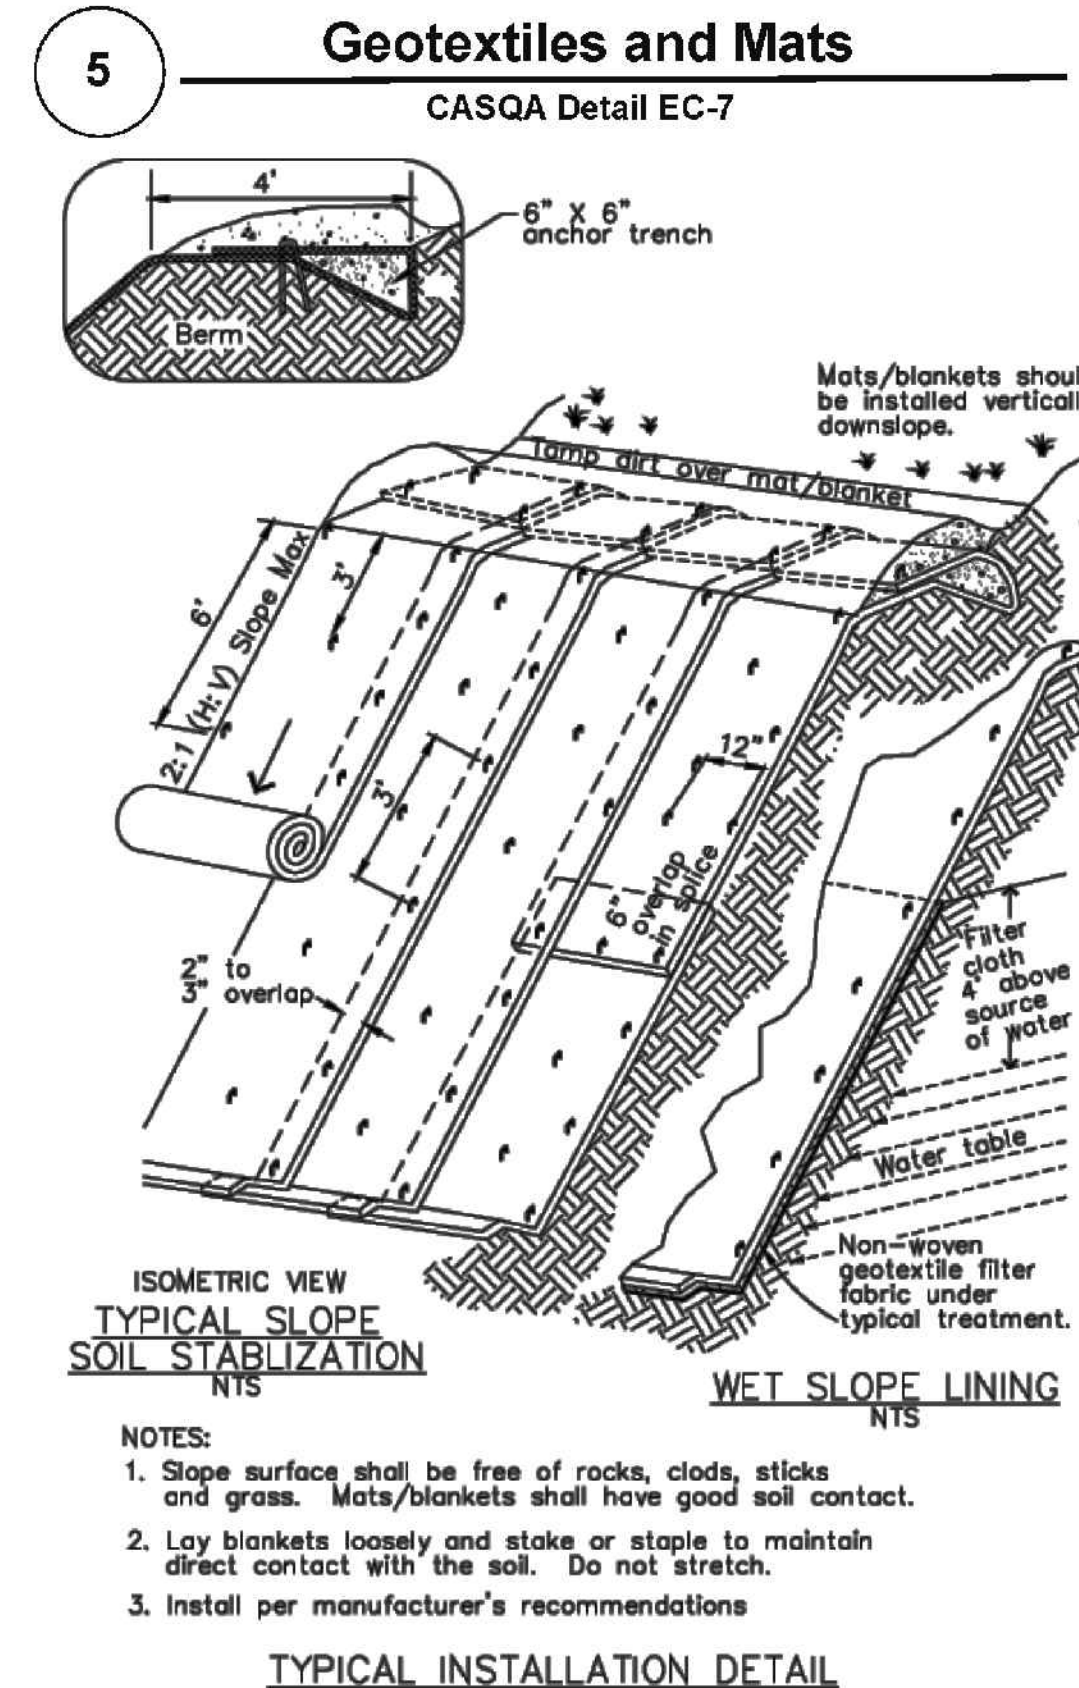 5
Geotextiles and Mats
CASQA Detail EC-7
4'
6" X 6"
anchor trench
Berm
Mats/blankets shoul
be installed verticall
downslope.
Tamp dirt over mat/blanket
6'
2:1 (H:V) Slope Max
3'
12"
3'
6"
overlap
in splice
2" to
3" overlap
Filter
cloth
4' above
source
of water
Water table
Non-woven
geotextile filter
fabric under
typical treatment.
ISOMETRIC VIEW
TYPICAL SLOPE
SOIL STABLIZATION
NTS
WET SLOPE LINING
NTS
NOTES:
1. Slope surface shall be free of rocks, clods, sticks
and grass. Mats/blankets shall have good soil contact.
2. Lay blankets loosely and stake or staple to maintain
direct contact with the soil. Do not stretch.
3. Install per manufacturer's recommendations
TYPICAL INSTALLATION DETAIL